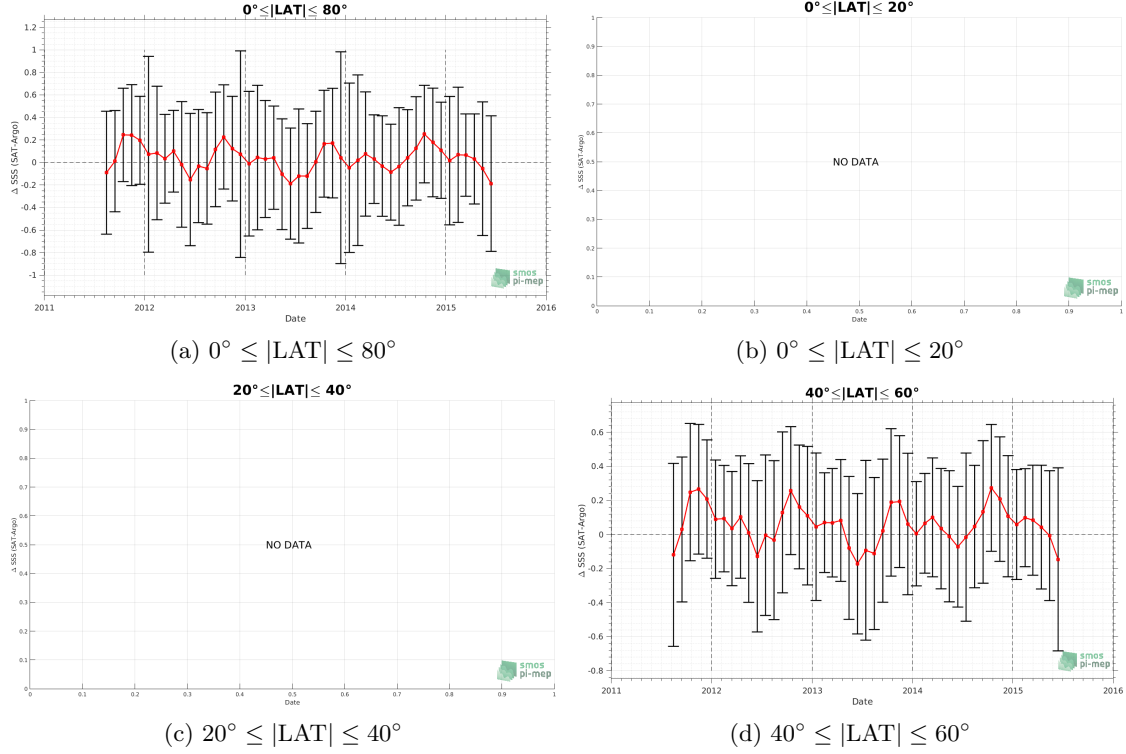 0°≤|LAT|≤ 80°
Δ SSS (SAT-Argo)
1
0.8
0.6
0.4
0.2
0
-0.2
-0.4
-0.6
-0.8
-1
2011 2012 2013 2014 2015 2016
Date
smos
pi-mep
(a) 0° ≤ |LAT| ≤ 80°
0°≤|LAT|≤ 20°
Δ SSS (SAT-Argo)
1
0.9
0.8
0.7
0.6
0.5
0.4
0.3
0.2
0.1
0
NO DATA
0 0.1 0.2 0.3 0.4 0.5 0.6 0.7 0.8 0.9 1
Date
smos
pi-mep
(b) 0° ≤ |LAT| ≤ 20°
20°≤|LAT|≤ 40°
Δ SSS (SAT-Argo)
1
0.9
0.8
0.7
0.6
0.5
0.4
0.3
0.2
0.1
0
NO DATA
0 0.1 0.2 0.3 0.4 0.5 0.6 0.7 0.8 0.9 1
Date
smos
pi-mep
(c) 20° ≤ |LAT| ≤ 40°
40°≤|LAT|≤ 60°
Δ SSS (SAT-Argo)
0.6
0.4
0.2
0
-0.2
-0.4
-0.6
-0.8
2011 2012 2013 2014 2015 2016
Date
smos
pi-mep
(d) 40° ≤ |LAT| ≤ 60°